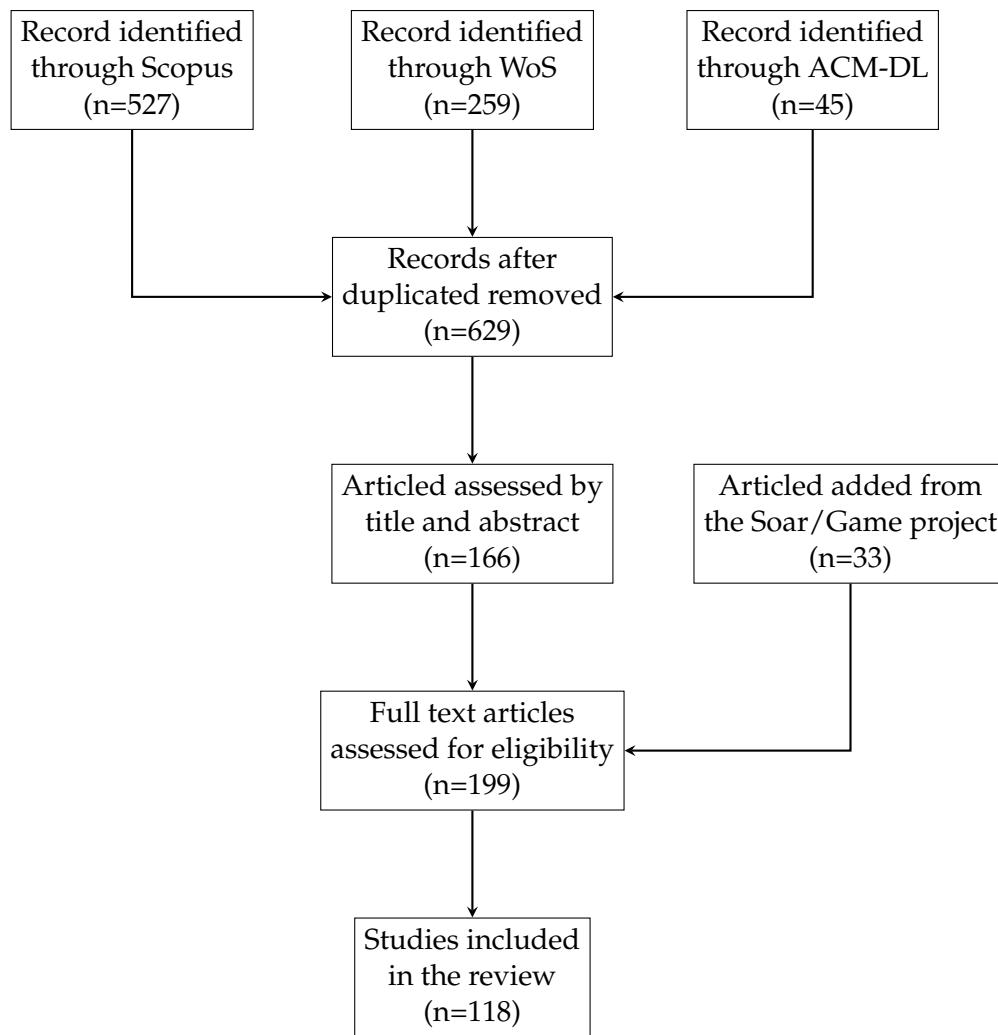 Record identified
through Scopus
(n=527)
Record identified
through WoS
(n=259)
Record identified
through ACM-DL
(n=45)
Records after
duplicated removed
(n=629)
Articled assessed by
title and abstract
(n=166)
Articled added from
the Soar/Game project
(n=33)
Full text articles
assessed for eligibility
(n=199)
Studies included
in the review
(n=118)